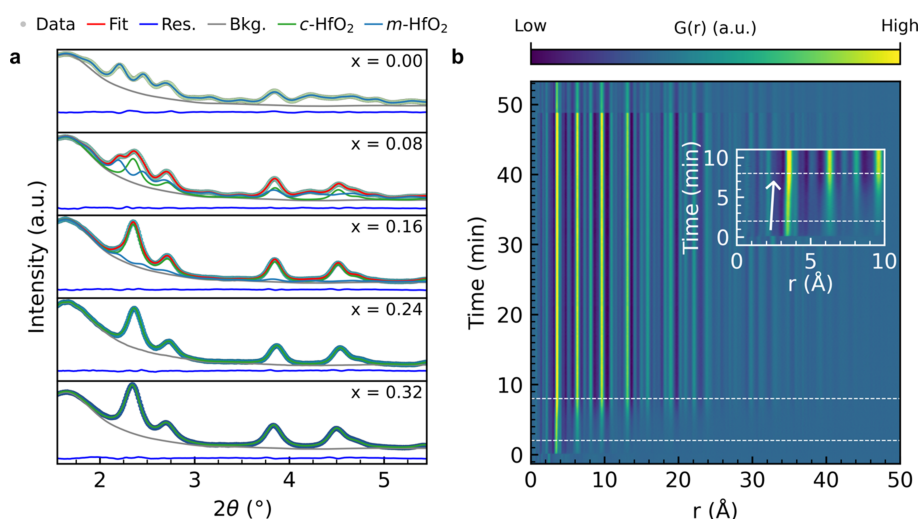 Data Fit Res. Bkg. c-HfO₂ m-HfO₂
a
x = 0.00
x = 0.08
x = 0.16
x = 0.24
x = 0.32
Intensity (a.u.)
2 3 4 5
2θ (°)
Low G(r) (a.u.) High
b
50
40
30
20
10
0
Time (min)
0 10 20 30 40 50
r (Å)
10
5
0
Time (min)
0 5 10
r (Å)